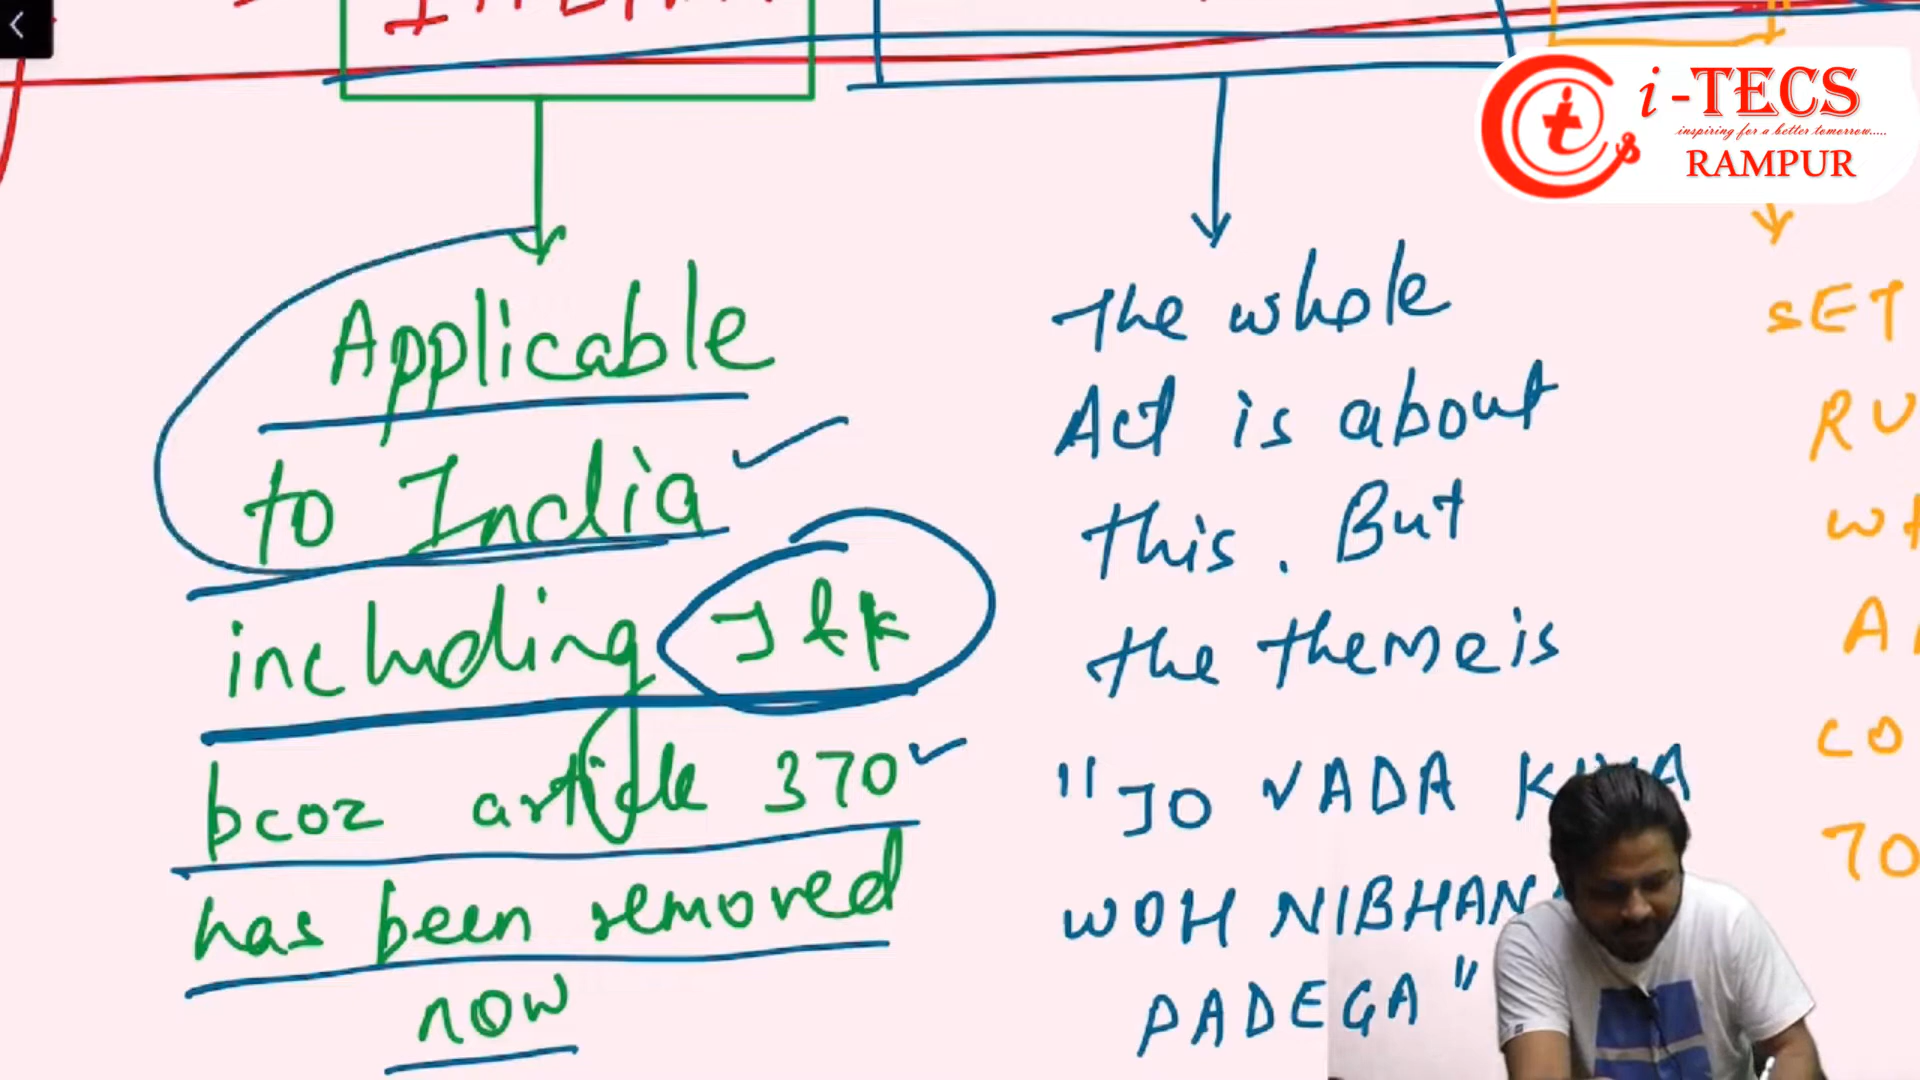 i-TECS
inspiring for a better tomorrow.....
RAMPUR
Applicable
to India
including J & K
bcoz article 370
has been removed
now
The whole
Act is about
this. But
the theme is
"JO VADA
WOH NIBHAN
PADEGA"
SET
RU
A
CO
TO